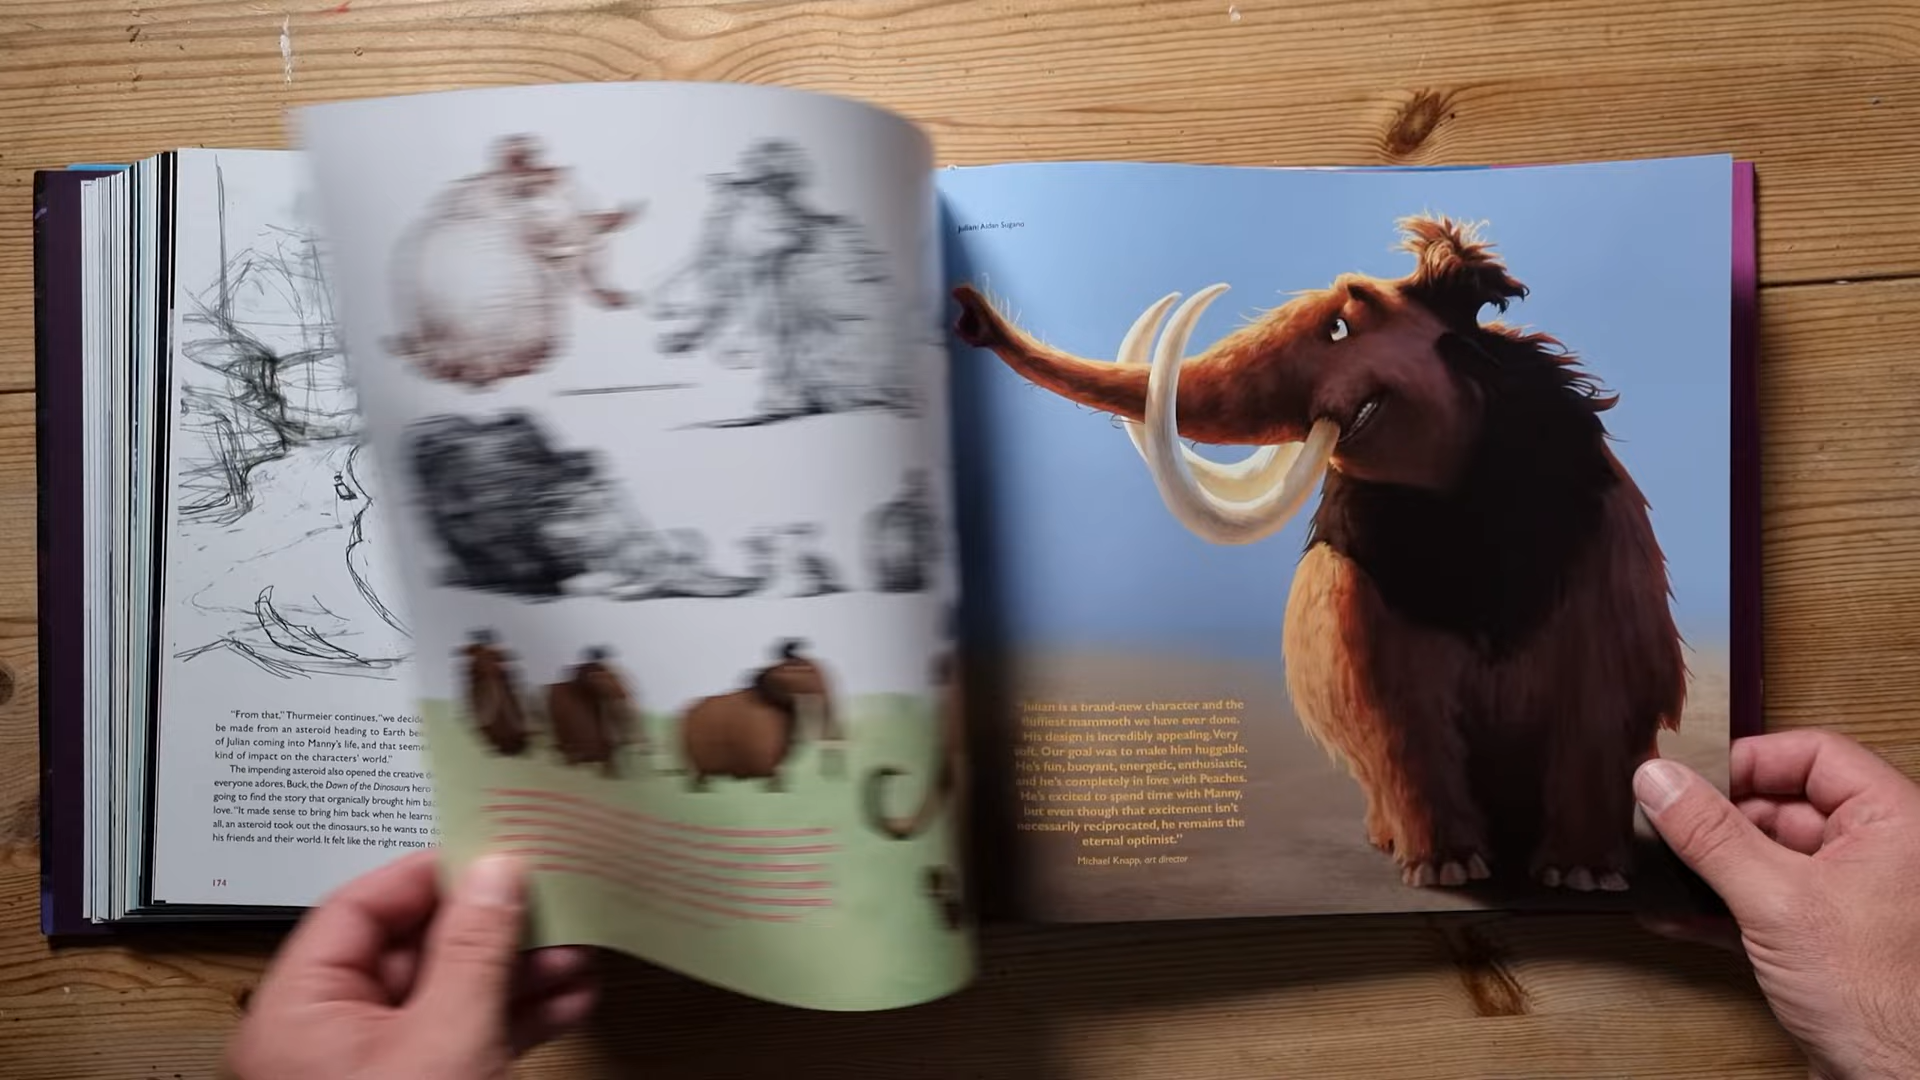 "From that," Thurmeier continues, "we decide
be made from an asteroid heading to Earth be
of Julian coming into Manny's life, and that seeme
kind of impact on the characters' world."
The impending asteroid also opened the creative
everyone adores, Buck, the Dawn of the Dinosaurs hero
going to find the story that organically brought him ba
love. "It made sense to bring him back when he learns
all, an asteroid took out the dinosaurs, so he wants to
his friends and their world. It felt like the right reason to
174
Julian: Aidan Sugano
"Julian is a brand-new character and the
fluffiest mammoth we have ever done.
His design is incredibly appealing. Very
soft. Our goal was to make him huggable.
He's fun, buoyant, energetic, enthusiastic,
and he's completely in love with Peaches.
He's excited to spend time with Manny,
but even though that excitement isn't
necessarily reciprocated, he remains the
eternal optimist."
Michael Knapp, art director